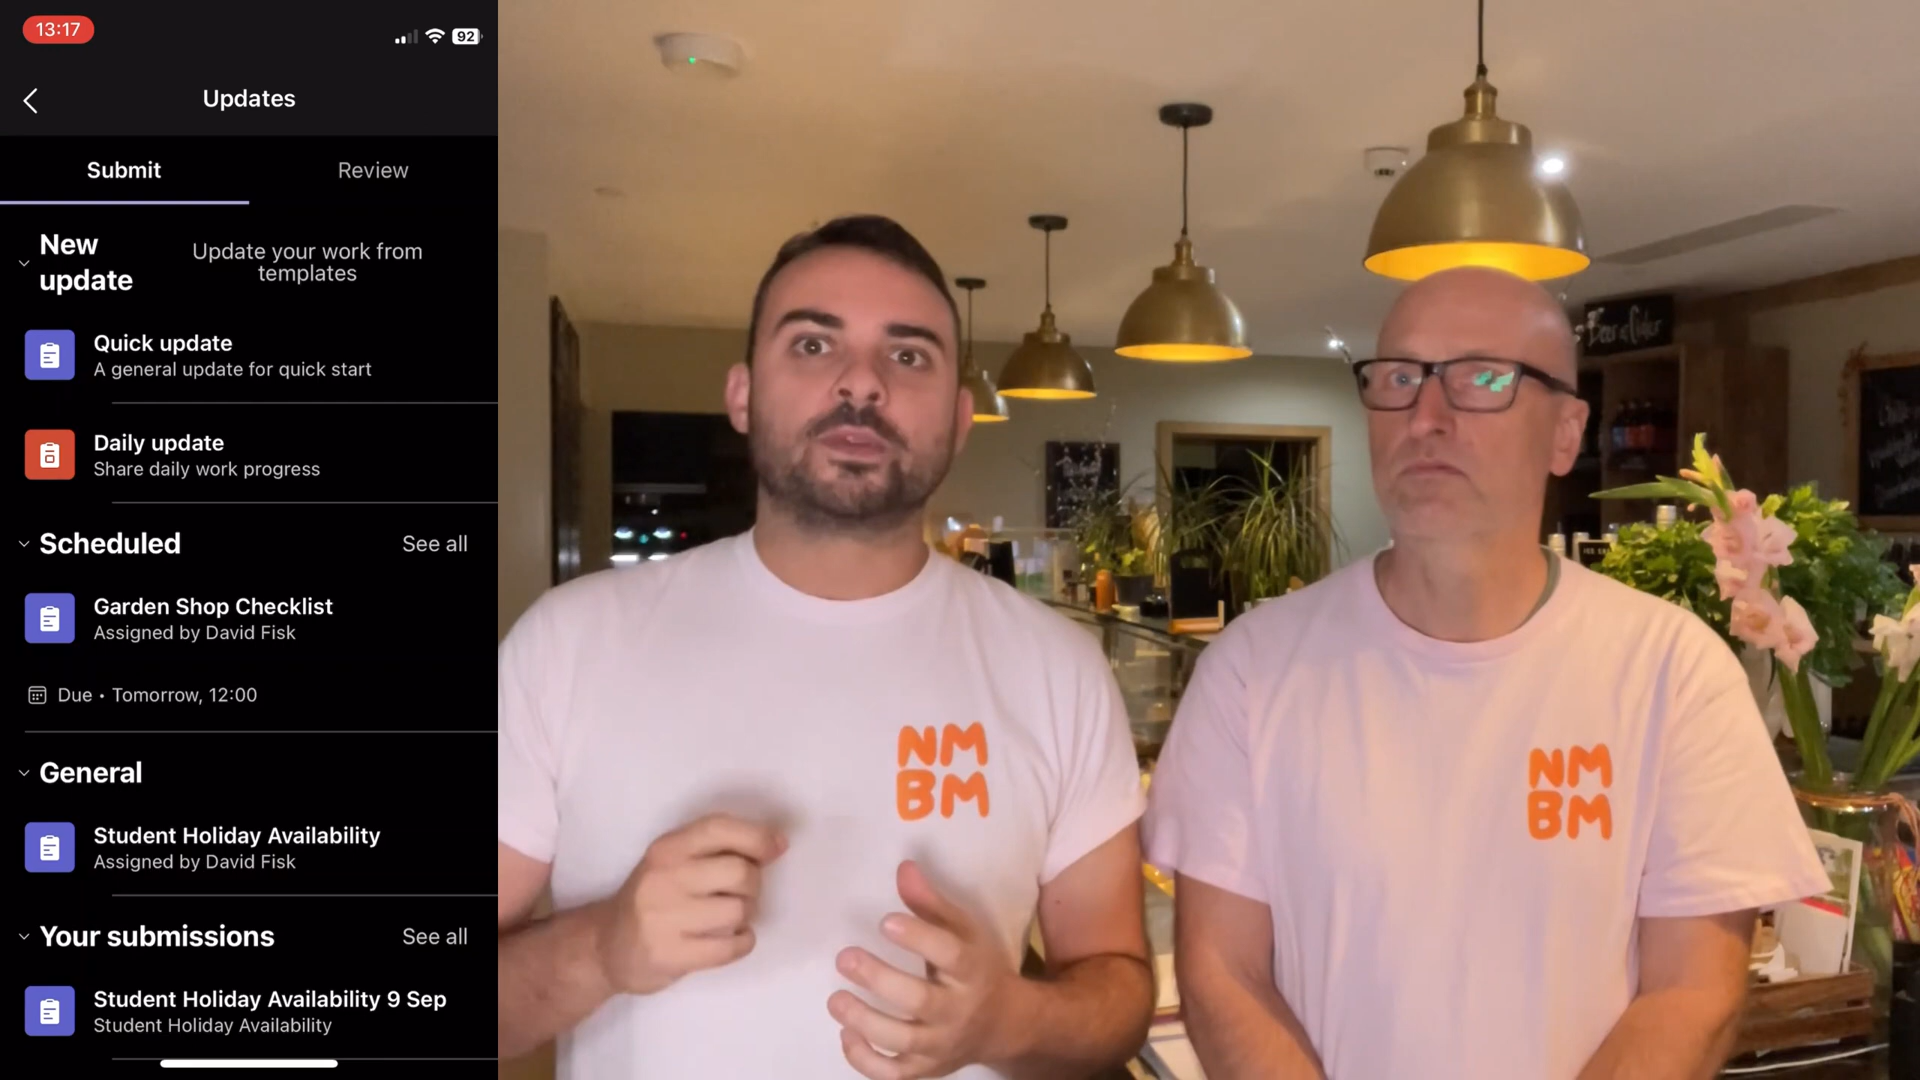 13:17
92
Updates
Submit
Review
New
update
Update your work from
templates
Quick update
A general update for quick start
Daily update
Share daily work progress
Scheduled
See all
Garden Shop Checklist
Assigned by David Fisk
Due • Tomorrow, 12:00
General
Student Holiday Availability
Assigned by David Fisk
Your submissions
See all
Student Holiday Availability 9 Sep
Student Holiday Availability
NM
BM
NM
BM
Beer & Cider